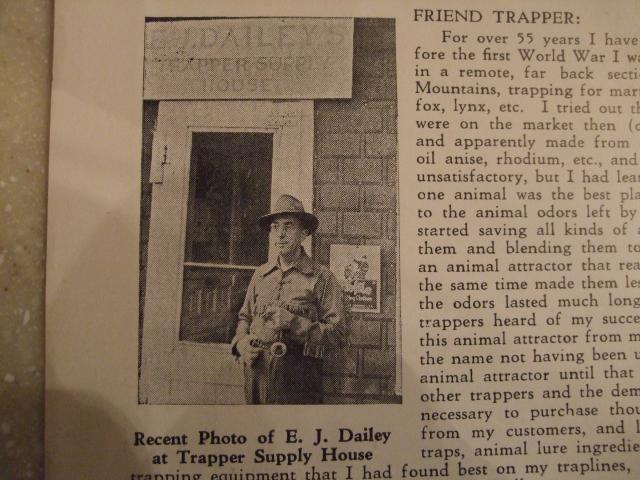 E. J. DAILEY'S
TRAPPER SUPPLY
HOUSE
Recent Photo of E. J. Dailey
at Trapper Supply House
FRIEND TRAPPER:
For over 55 years I have
fore the first World War I wa
in a remote, far back secti
Mountains, trapping for mar
fox, lynx, etc. I tried out th
were on the market then (c
and apparently made from
oil anise, rhodium, etc., and
unsatisfactory, but I had lear
one animal was the best pla
to the animal odors left by
started saving all kinds of a
them and blending them to
an animal attractor that rea
the same time made them les
the odors lasted much long
trappers heard of my succe
this animal attractor from m
the name not having been u
animal attractor until that
other trappers and the dem
necessary to purchase thou
from my customers, and l
traps, animal lure ingredie
trapping equipment that I had found best on my traplines,